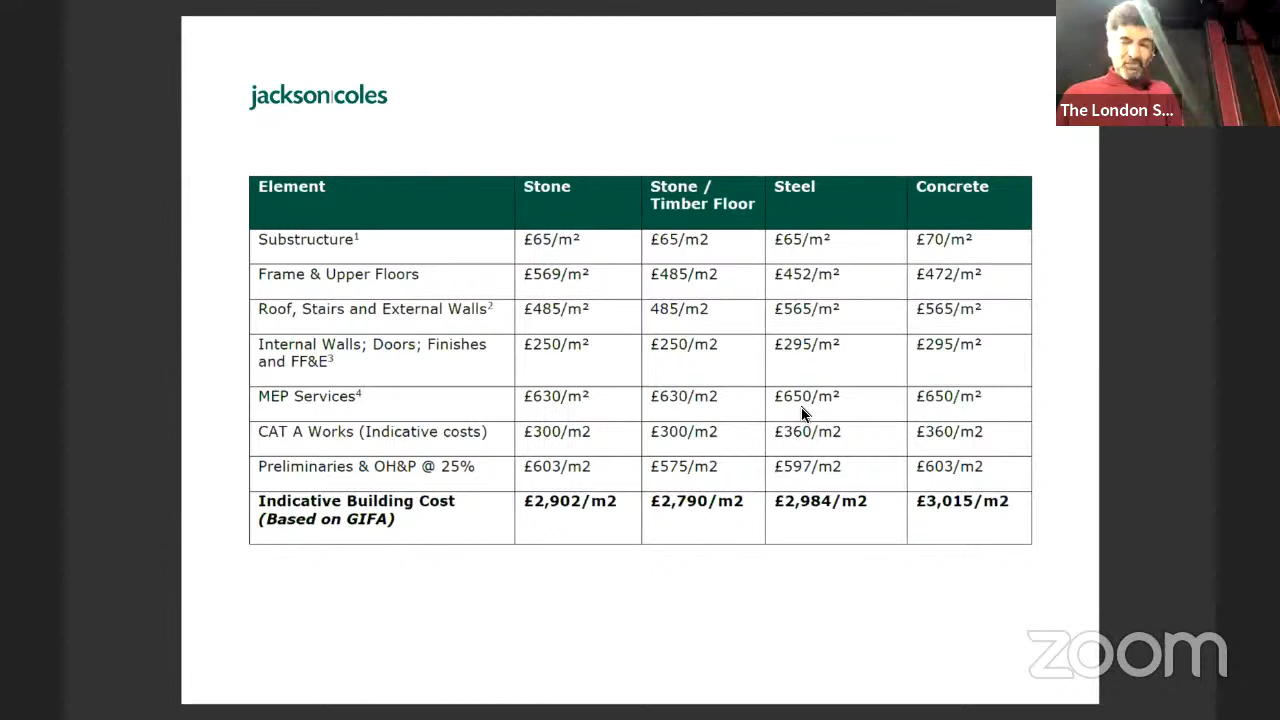 The London S...
jackson|coles
Element Stone Stone / Steel Concrete
Timber Floor
Substructure¹ £65/m² £65/m2 £65/m² £70/m²
Frame & Upper Floors £569/m² £485/m2 £452/m² £472/m²
Roof, Stairs and External Walls² £485/m² 485/m2 £565/m² £565/m²
Internal Walls; Doors; Finishes £250/m² £250/m2 £295/m² £295/m²
and FF&E³
MEP Services⁴ £630/m² £630/m2 £650/m² £650/m²
CAT A Works (Indicative costs) £300/m2 £300/m2 £360/m2 £360/m2
Preliminaries & OH&P @ 25% £603/m2 £575/m2 £597/m2 £603/m2
Indicative Building Cost £2,902/m2 £2,790/m2 £2,984/m2 £3,015/m2
(Based on GIFA)
zoom